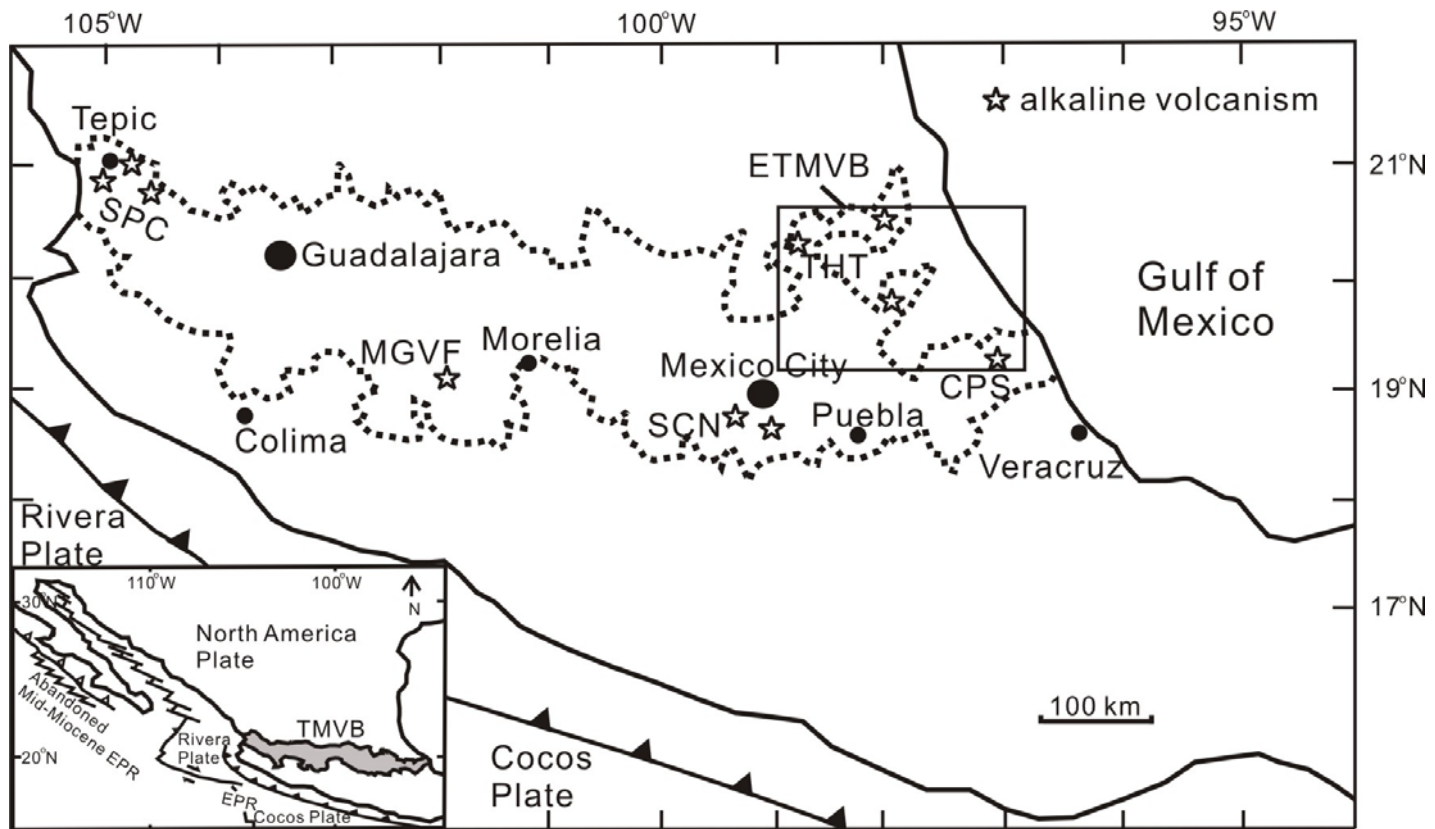 105°W
100°W
95°W
alkaline volcanism
Tepic
ETMVB
21°N
SPC
Guadalajara
THT
Gulf of
Mexico
MGVF
Morelia
Mexico City
CPS
19°N
SCN
Puebla
Colima
Veracruz
Rivera
Plate
17°N
100 km
Cocos
Plate
110°W
100°W
N
30°N
North America
Plate
Abandoned
Mid-Miocene EPR
TMVB
Rivera
Plate
20°N
EPR
Cocos Plate